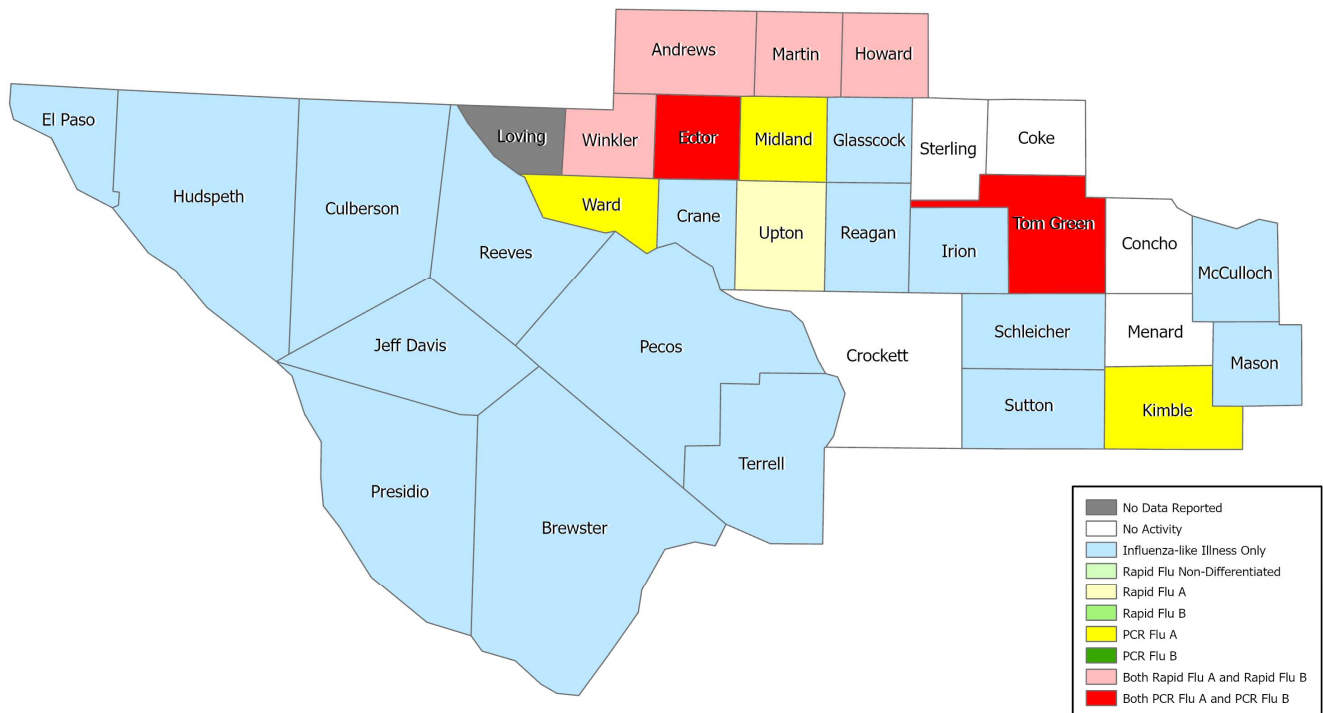 Andrews
Martin
Howard
El Paso
Loving
Winkler
Ector
Midland
Glasscock
Sterling
Coke
Hudspeth
Culberson
Reeves
Ward
Crane
Upton
Reagan
Irion
Tom Green
Concho
McCulloch
Jeff Davis
Pecos
Crockett
Schleicher
Menard
Mason
Sutton
Kimble
Terrell
Presidio
Brewster
No Data Reported
No Activity
Influenza-like Illness Only
Rapid Flu Non-Differentiated
Rapid Flu A
Rapid Flu B
PCR Flu A
PCR Flu B
Both Rapid Flu A and Rapid Flu B
Both PCR Flu A and PCR Flu B